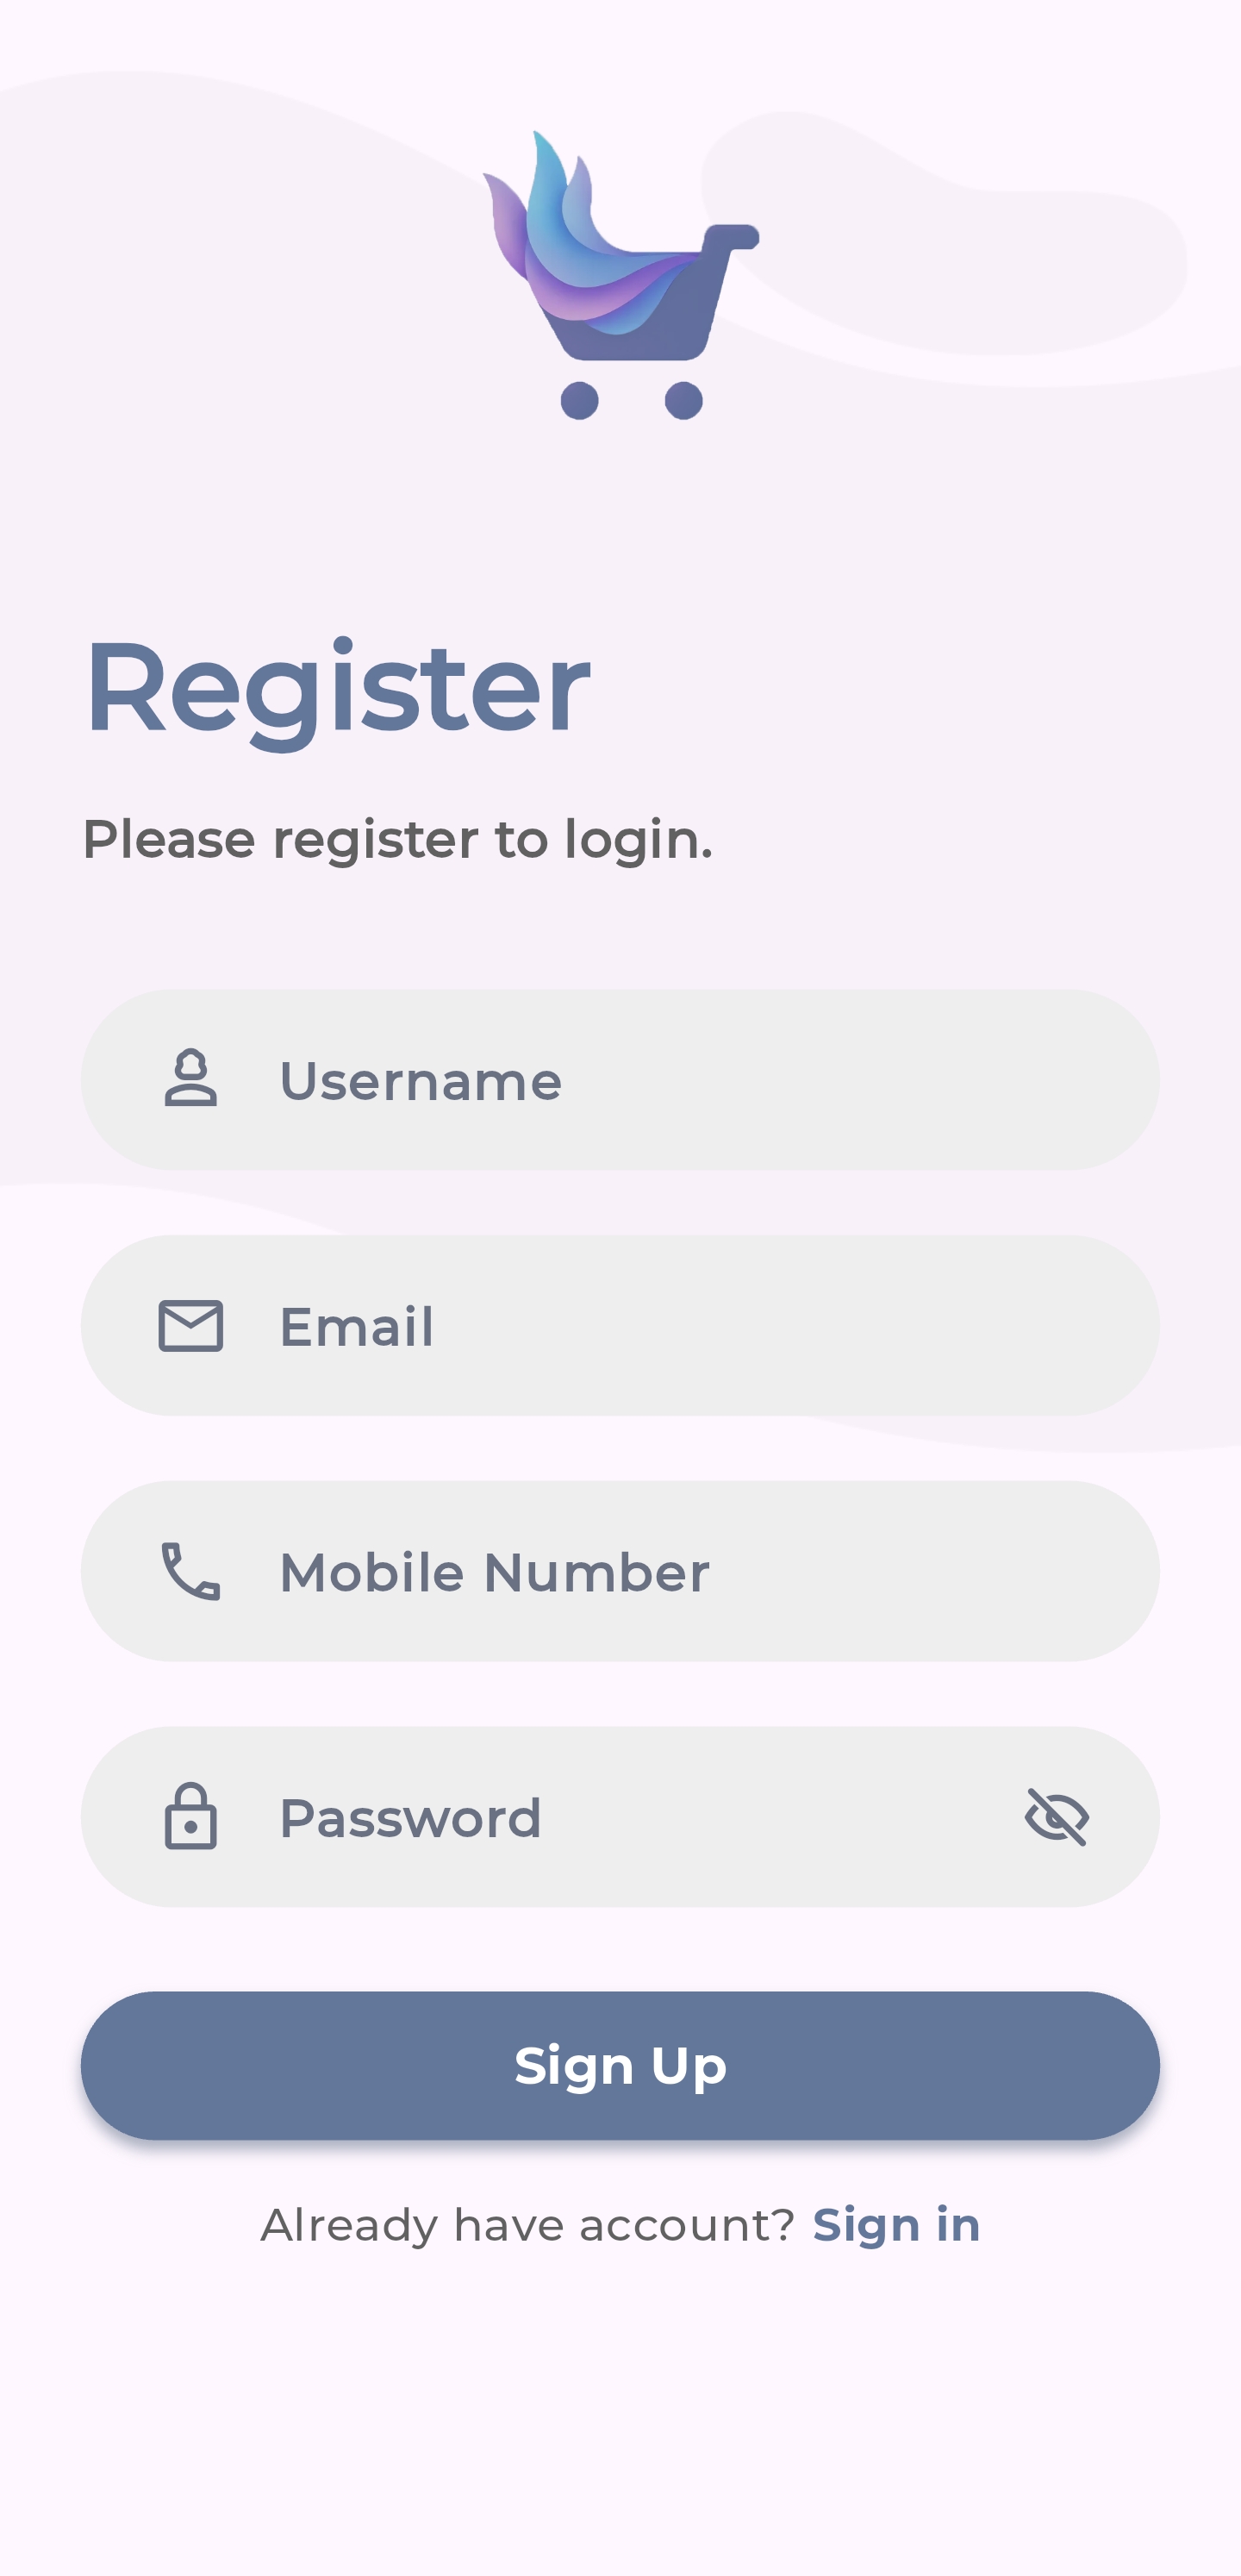 Register
Please register to login.
Username
Email
Mobile Number
Password
Sign Up
Already have account? Sign in